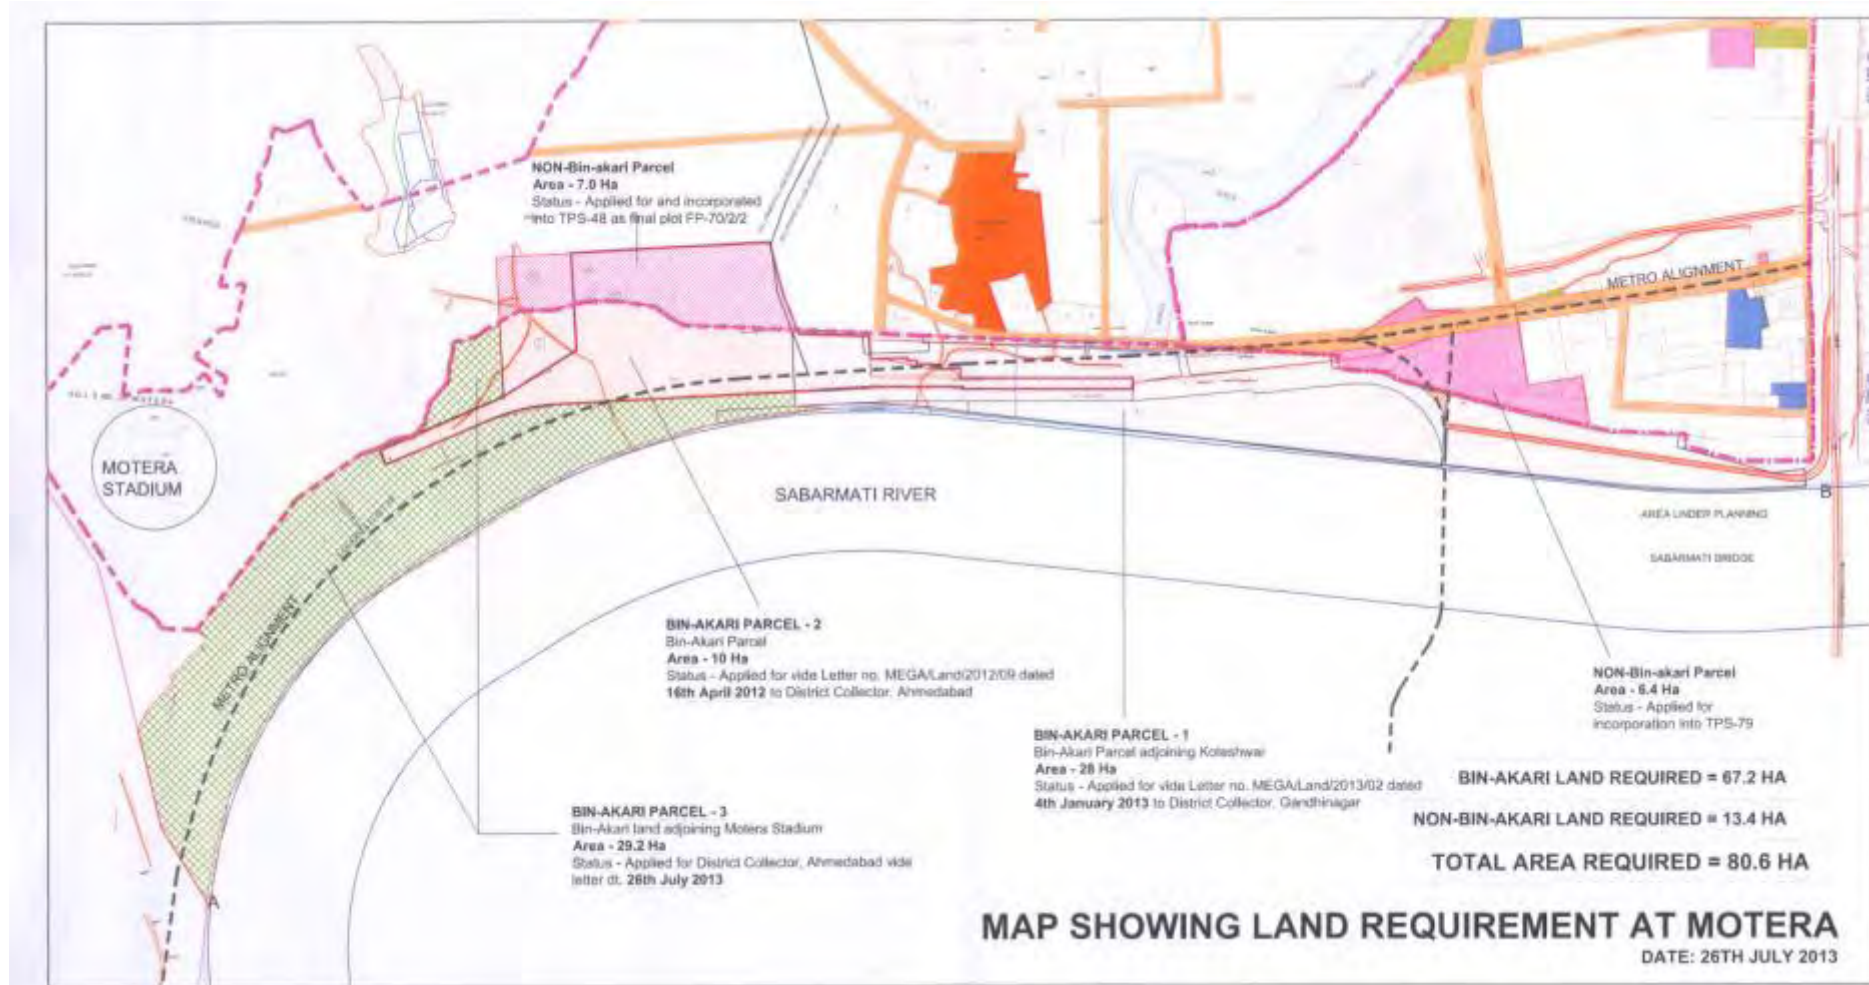 NON-Bin-akari Parcel
Area - 7.0 Ha
Status - Applied for and incorporated
into TPS-48 as final plot FP-70/2/2
METRO ALIGNMENT
MOTERA
STADIUM
SABARMATI RIVER
B
AREA UNDER PLANNING
SABARMATI BRIDGE
METRO ALIGNMENT
BIN-AKARI PARCEL - 2
Bin-Akari Parcel
Area - 10 Ha
Status - Applied for vide Letter no. MEGA/Land/2012/09 dated
16th April 2012 to District Collector, Ahmedabad
NON-Bin-akari Parcel
Area - 6.4 Ha
Status - Applied for
incorporation into TPS-79
BIN-AKARI PARCEL - 1
Bin-Akari Parcel adjoining Koteshwar
Area - 28 Ha
Status - Applied for vide Letter no. MEGA/Land/2013/02 dated
4th January 2013 to District Collector, Gandhinagar
BIN-AKARI PARCEL - 3
Bin-Akari land adjoining Motera Stadium
Area - 29.2 Ha
Status - Applied for District Collector, Ahmedabad vide
letter dt. 26th July 2013
A
BIN-AKARI LAND REQUIRED = 67.2 HA
NON-BIN-AKARI LAND REQUIRED = 13.4 HA
TOTAL AREA REQUIRED = 80.6 HA
MAP SHOWING LAND REQUIREMENT AT MOTERA
DATE: 26TH JULY 2013